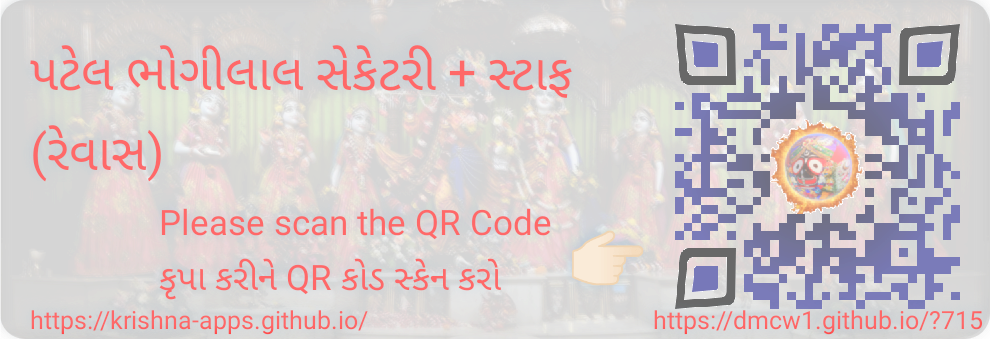 પટેલ ભોગીલાલ સેકેટરી + સ્ટાફ
(રેવાસ)
Please scan the QR Code
કૃપા કરીને QR કોડ સ્કેન કરો
https://krishna-apps.github.io/
https://dmcw1.github.io/?715